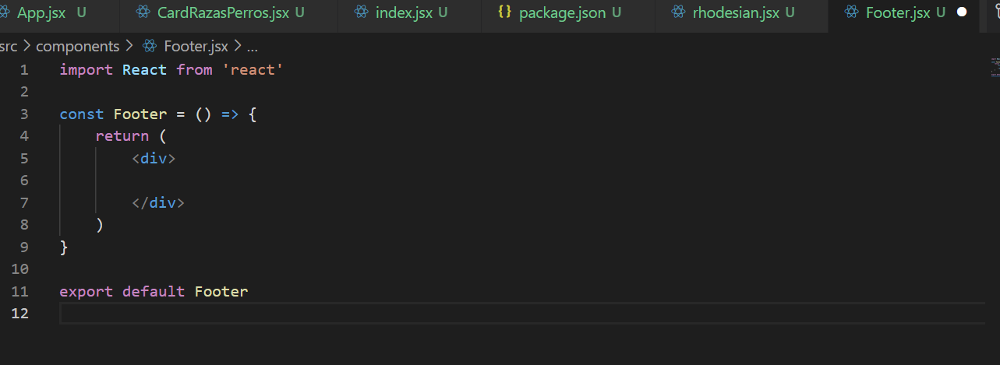 App.jsx U CardRazasPerros.jsx U index.jsx U {} package.json U rhodesian.jsx U Footer.jsx U
src > components > Footer.jsx > ...
1 import React from 'react'
2
3 const Footer = () => {
4 return (
5 <div>
6
7 </div>
8 )
9 }
10
11 export default Footer
12